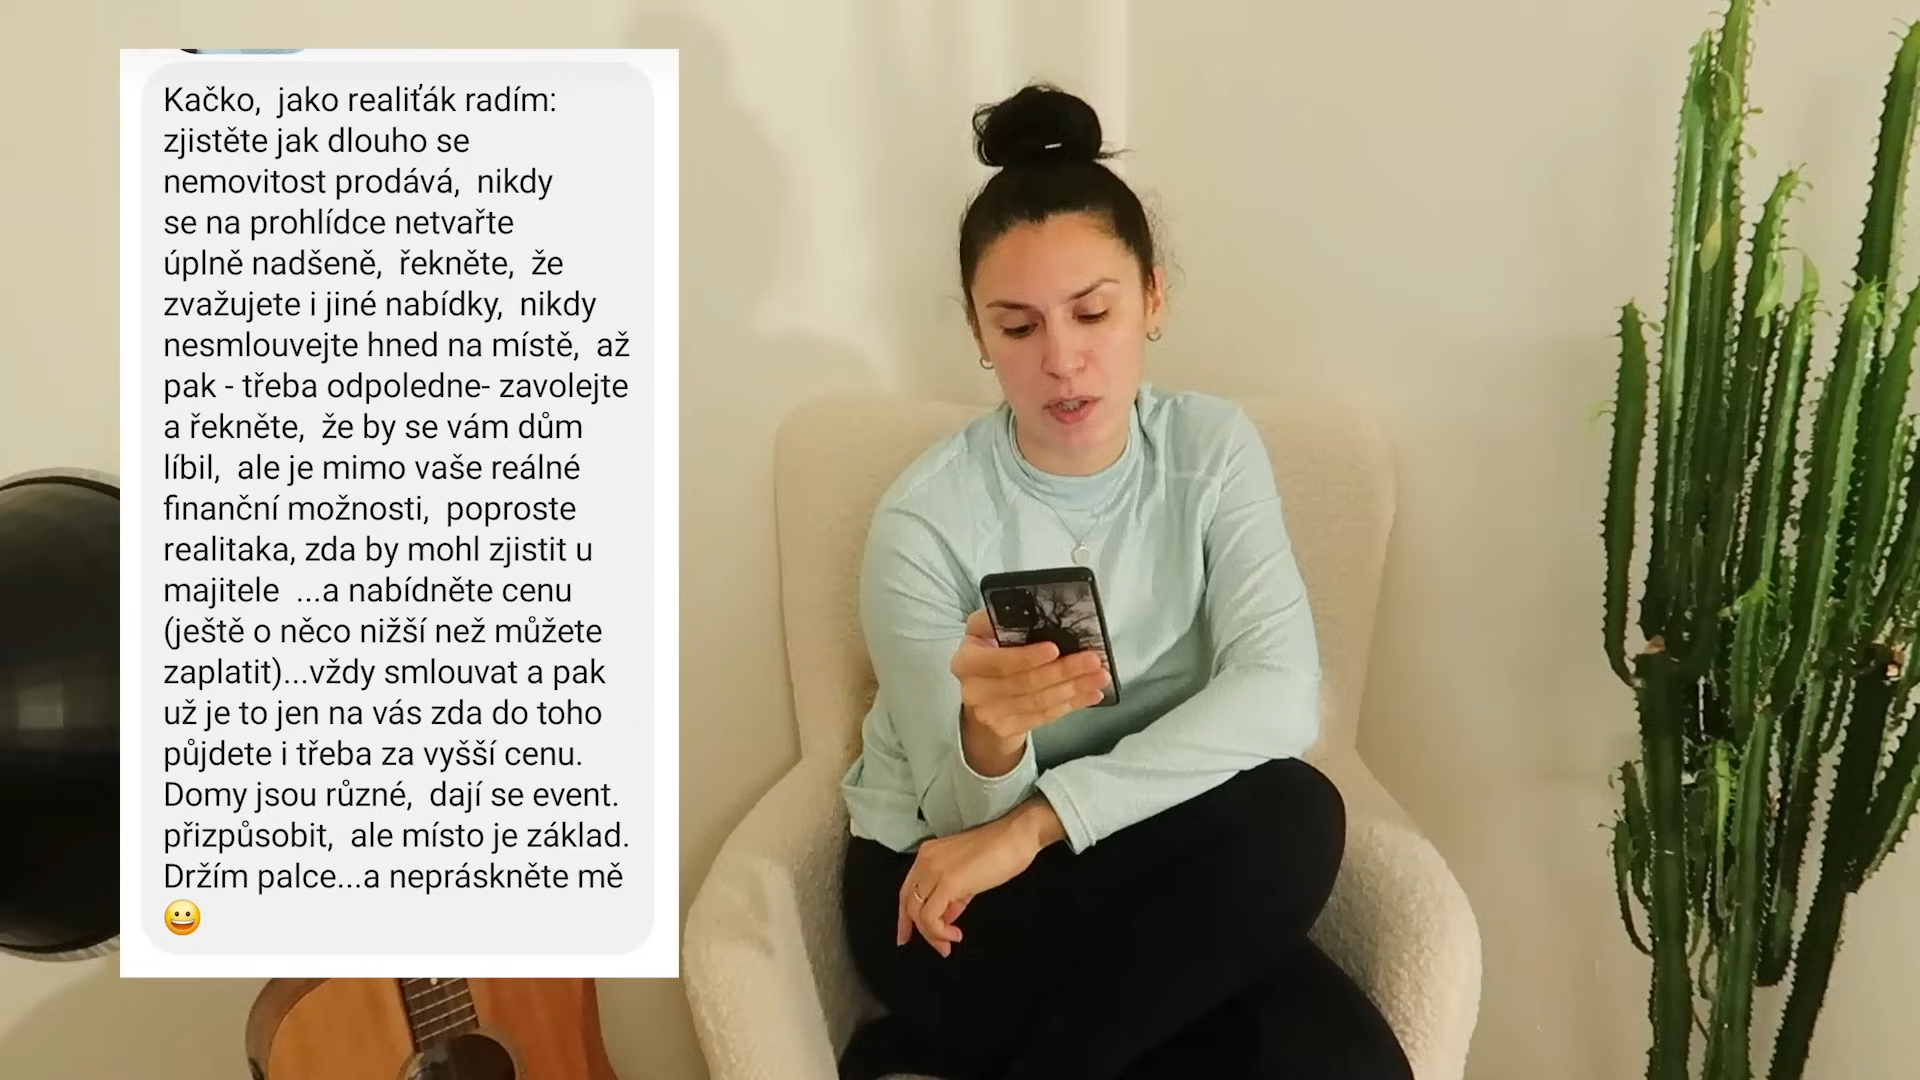 Kačko,  jako realiťák radím:
zjistěte jak dlouho se
nemovitost prodává,  nikdy
se na prohlídce netvařte
úplně nadšeně,  řekněte,  že
zvažujete i jiné nabídky,  nikdy
nesmlouvejte hned na místě,  až
pak - třeba odpoledne- zavolejte
a řekněte,  že by se vám dům
líbil,  ale je mimo vaše reálné
finanční možnosti,  poproste
realitaka, zda by mohl zjistit u
majitele  ...a nabídněte cenu
(ještě o něco nižší než můžete
zaplatit)...vždy smlouvat a pak
už je to jen na vás zda do toho
půjdete i třeba za vyšší cenu.
Domy jsou různé,  dají se event.
přizpůsobit,  ale místo je základ.
Držím palce...a nepráskněte mě
😀